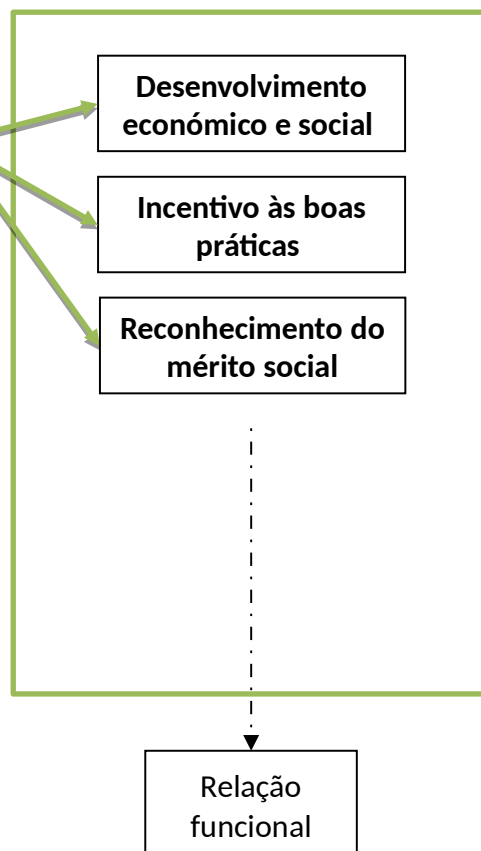 Desenvolvimento
económico e social
Incentivo às boas
práticas
Reconhecimento do
mérito social
Relação
funcional